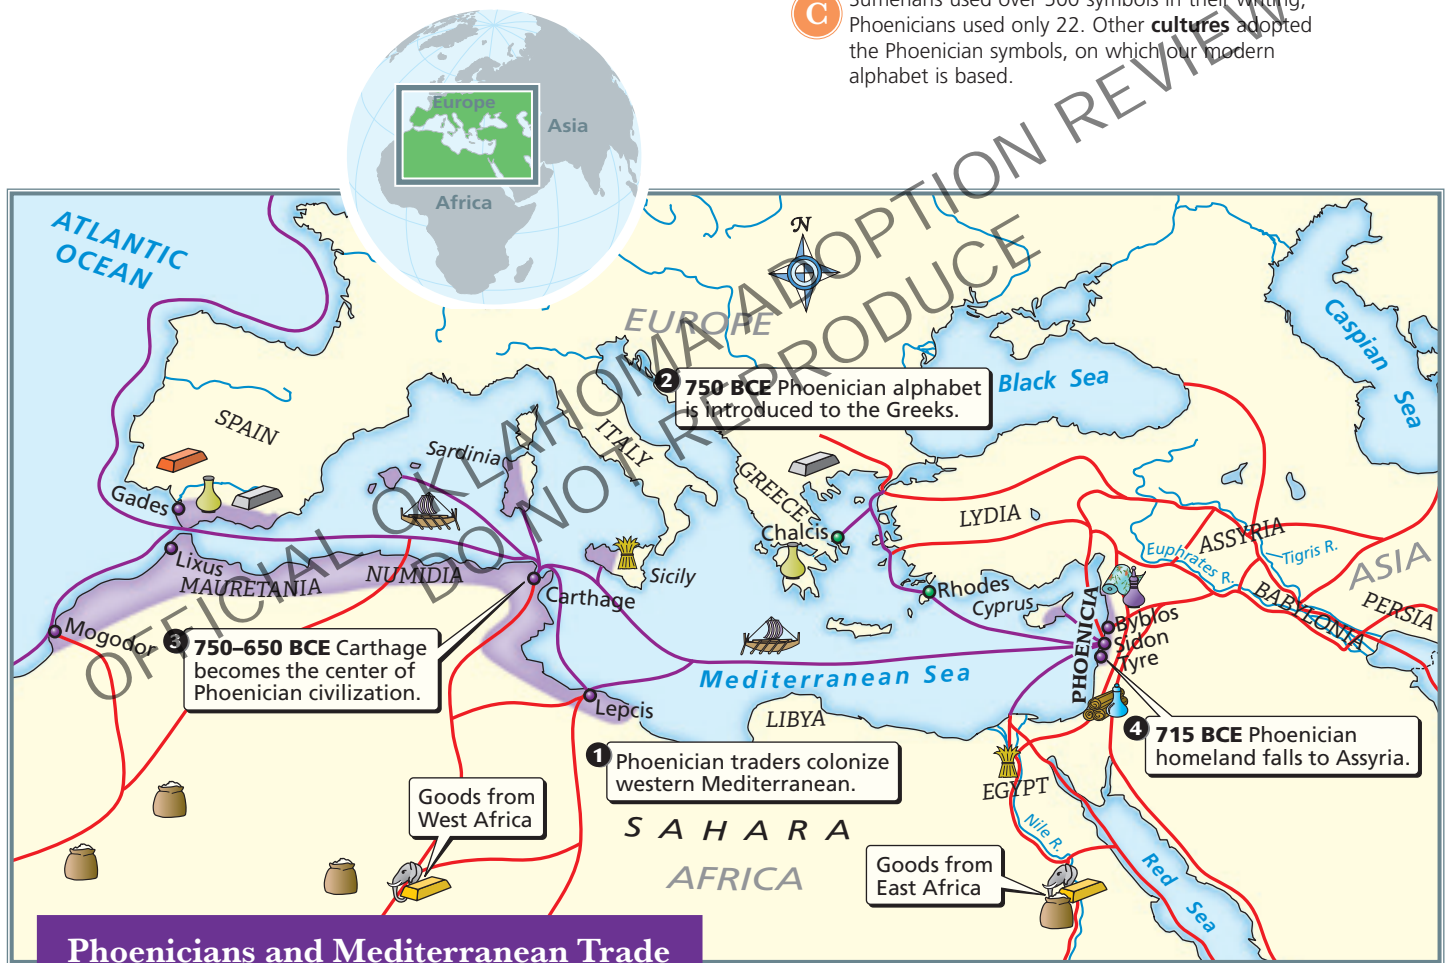 C
Sumerians used over 500 symbols in their writing,
Phoenicians used only 22. Other cultures adopted
the Phoenician symbols, on which our modern
alphabet is based.
Europe
Asia
Africa
ATLANTIC
OCEAN
N
EUROPE
Caspian
Sea
2 750 BCE Phoenician alphabet
is introduced to the Greeks.
Black Sea
SPAIN
Sardinia
ITALY
GREECE
Gades
Chalcis
LYDIA
ASSYRIA
Euphrates R.
Tigris R.
ASIA
Lixus
MAURETANIA
NUMIDIA
Sicily
Carthage
Rhodes
Cyprus
PHOENICIA
BABYLONIA
PERSIA
Mogodor
Byblos
Sidon
Tyre
3 750–650 BCE Carthage
becomes the center of
Phoenician civilization.
Mediterranean Sea
Lepcis
LIBYA
4 715 BCE Phoenician
homeland falls to Assyria.
1 Phoenician traders colonize
western Mediterranean.
EGYPT
Nile R.
Goods from
West Africa
SAHARA
AFRICA
Goods from
East Africa
Red
Sea
Phoenicians and Mediterranean Trade
OFFICIAL OKLAHOMA ADOPTION REVIEW
DO NOT REPRODUCE